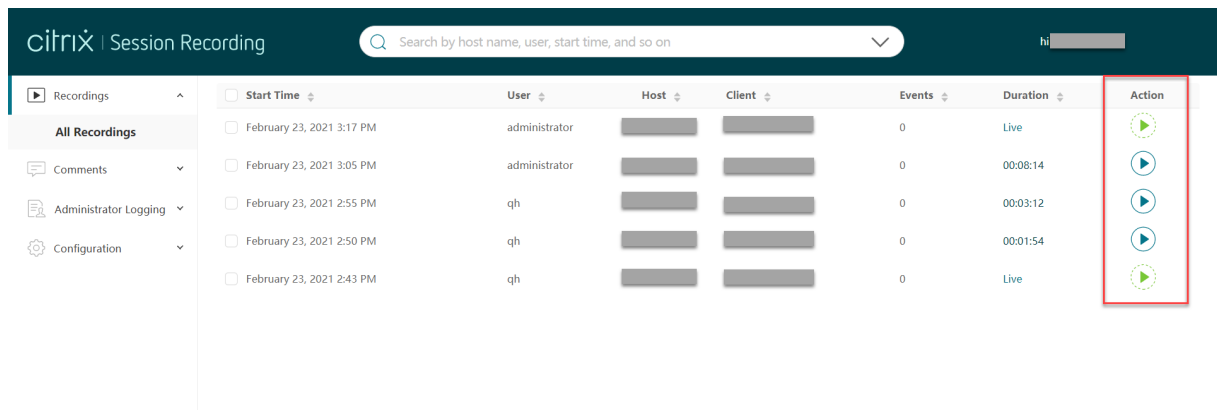 citrix | Session Recording
Search by host name, user, start time, and so on
hi
Recordings
All Recordings
Comments
Administrator Logging
Configuration
Start Time User Host Client Events Duration Action
February 23, 2021 3:17 PM administrator 0 Live
February 23, 2021 3:05 PM administrator 0 00:08:14
February 23, 2021 2:55 PM qh 0 00:03:12
February 23, 2021 2:50 PM qh 0 00:01:54
February 23, 2021 2:43 PM qh 0 Live